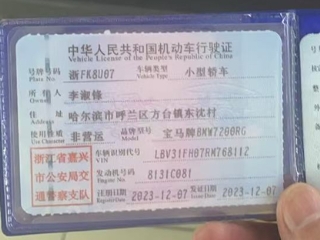 中华人民共和国机动车行驶证
Vehicle License of the People's Republic of China
号牌号码 浙FK8U07 车辆类型 小型轿车
Plate No. Vehicle Type
所有人 李淑锋
Owner
住址 哈尔滨市呼兰区方台镇东沈村
Address
使用性质 非营运 品牌型号 宝马牌BMW7200RG
Use Character Model
浙江省嘉兴
市公安局交
通警察支队
车辆识别代号 LBV31FH07RM768112
VIN
发动机号码 8131C081
Engine No.
注册日期 2023-12-07 发证日期 2023-12-07
Register Date Issue Date